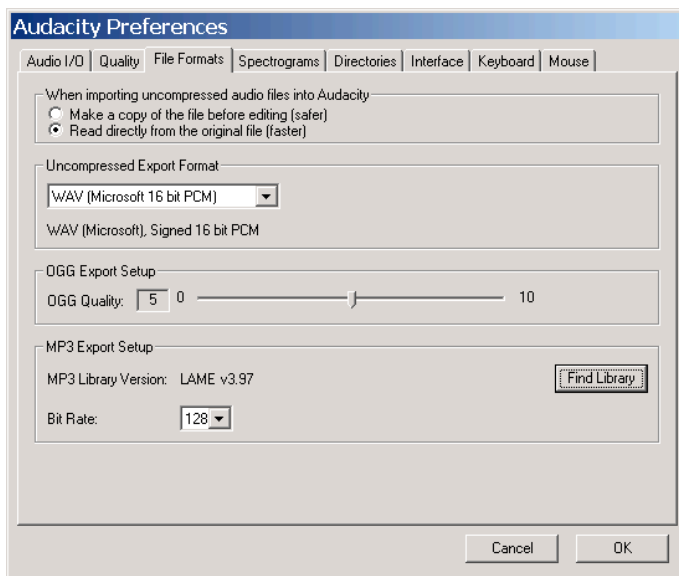 Audacity Preferences
Audio I/O Quality File Formats Spectrograms Directories Interface Keyboard Mouse
When importing uncompressed audio files into Audacity
Make a copy of the file before editing (safer)
Read directly from the original file (faster)
Uncompressed Export Format
WAV (Microsoft 16 bit PCM)
WAV (Microsoft), Signed 16 bit PCM
OGG Export Setup
OGG Quality: 5 0 10
MP3 Export Setup
MP3 Library Version: LAME v3.97 Find Library
Bit Rate: 128
Cancel OK